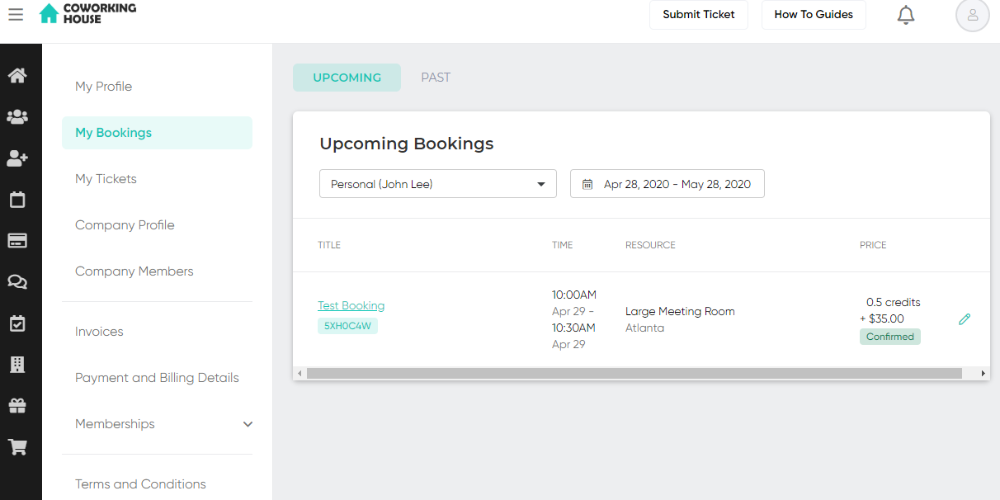 COWORKING
HOUSE
Submit Ticket
How To Guides
My Profile
My Bookings
My Tickets
Company Profile
Company Members
Invoices
Payment and Billing Details
Memberships
Terms and Conditions
UPCOMING
PAST
Upcoming Bookings
Personal (John Lee)
Apr 28, 2020 - May 28, 2020
TITLE
TIME
RESOURCE
PRICE
Test Booking
5XH0C4W
10:00AM
Apr 29 -
10:30AM
Apr 29
Large Meeting Room
Atlanta
0.5 credits
+ $35.00
Confirmed